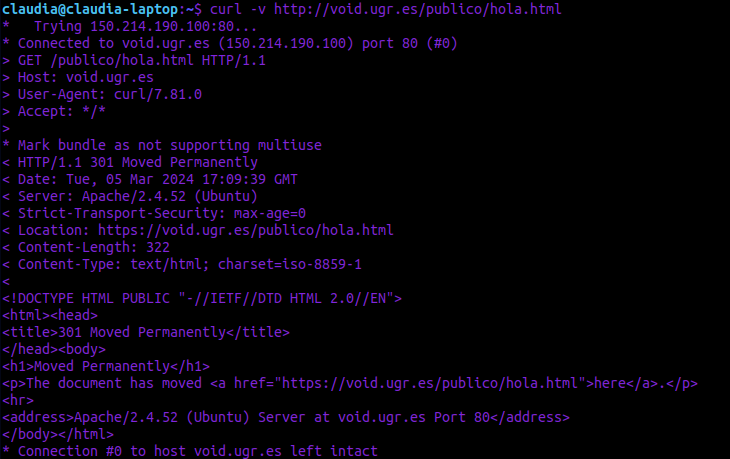 claudia@claudia-laptop:~$ curl -v http://void.ugr.es/publico/hola.html
*   Trying 150.214.190.100:80...
* Connected to void.ugr.es (150.214.190.100) port 80 (#0)
> GET /publico/hola.html HTTP/1.1
> Host: void.ugr.es
> User-Agent: curl/7.81.0
> Accept: */*
>
* Mark bundle as not supporting multiuse
< HTTP/1.1 301 Moved Permanently
< Date: Tue, 05 Mar 2024 17:09:39 GMT
< Server: Apache/2.4.52 (Ubuntu)
< Strict-Transport-Security: max-age=0
< Location: https://void.ugr.es/publico/hola.html
< Content-Length: 322
< Content-Type: text/html; charset=iso-8859-1
<
<!DOCTYPE HTML PUBLIC "-//IETF//DTD HTML 2.0//EN">
<html><head>
<title>301 Moved Permanently</title>
</head><body>
<h1>Moved Permanently</h1>
<p>The document has moved <a href="https://void.ugr.es/publico/hola.html">here</a>.</p>
<hr>
<address>Apache/2.4.52 (Ubuntu) Server at void.ugr.es Port 80</address>
</body></html>
* Connection #0 to host void.ugr.es left intact